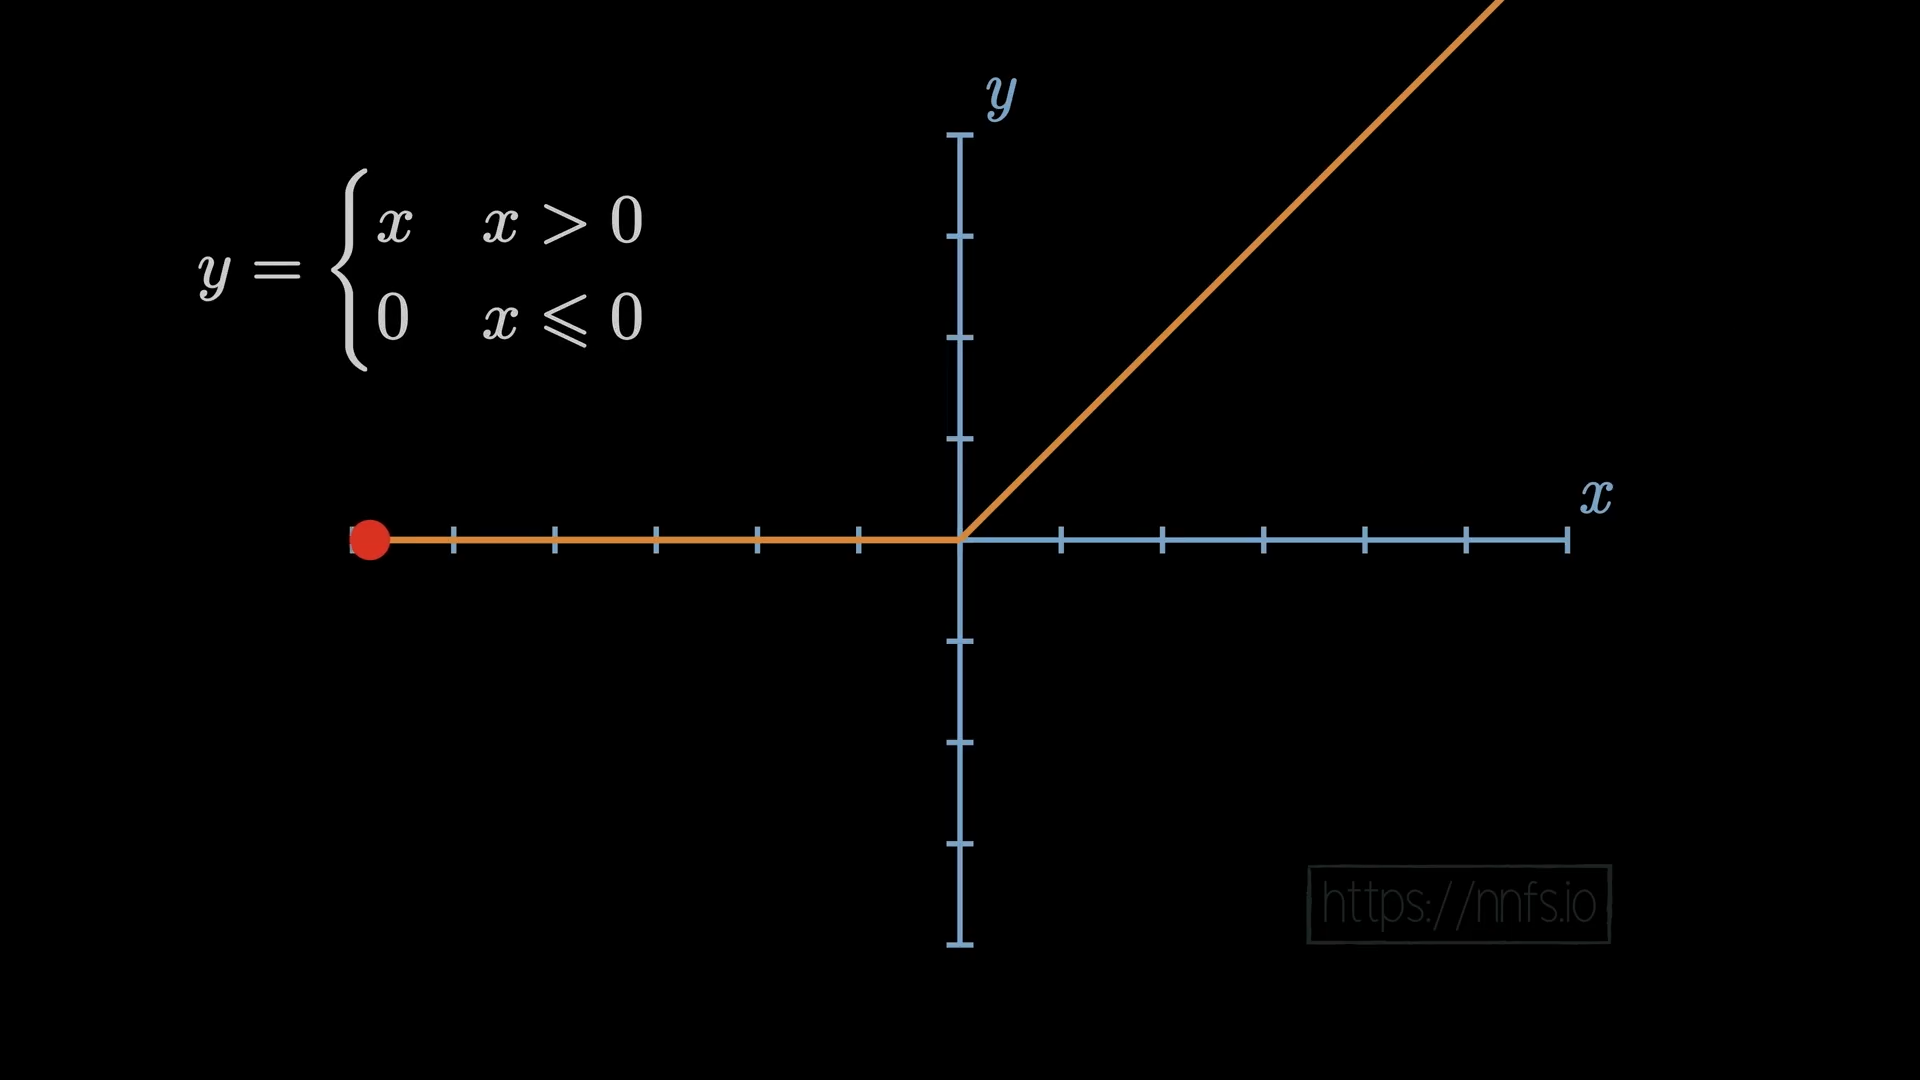 y
y = { x x > 0
0 x ⩽ 0
x
https://nnfs.io